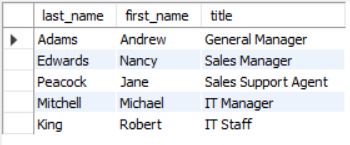 last_name first_name title
Adams Andrew General Manager
Edwards Nancy Sales Manager
Peacock Jane Sales Support Agent
Mitchell Michael IT Manager
King Robert IT Staff